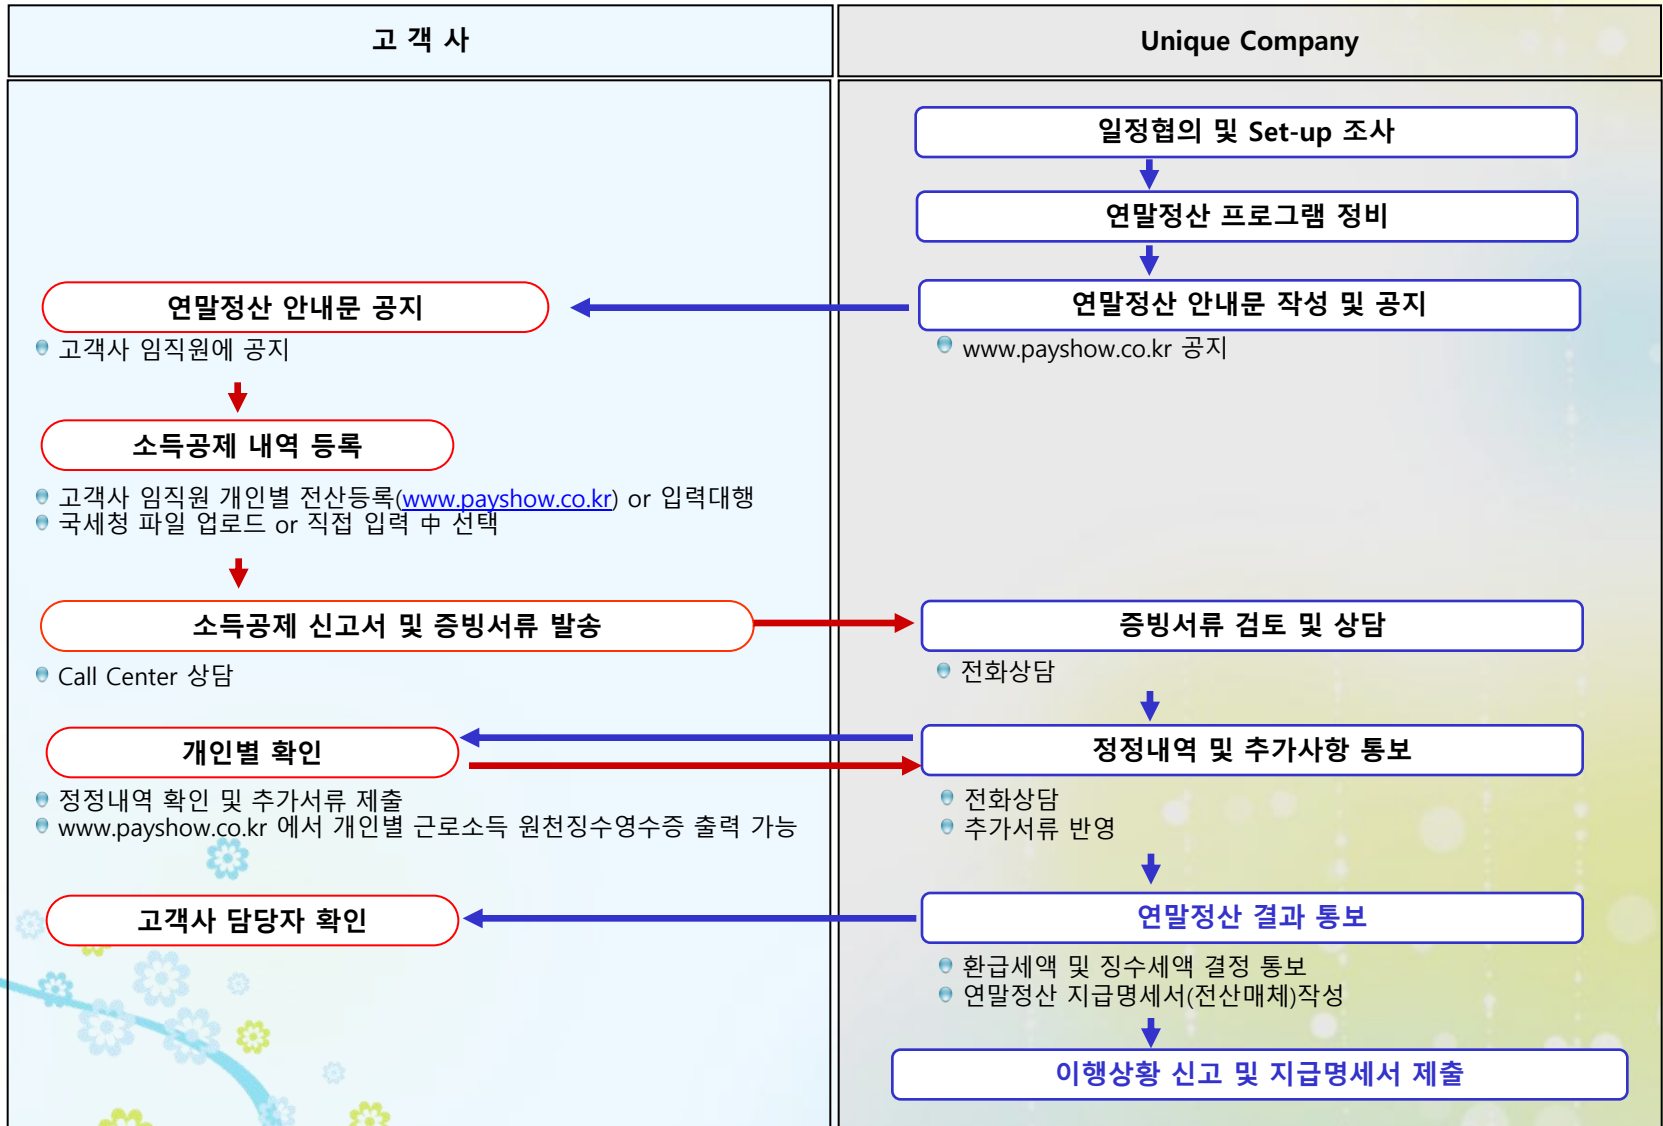 고 객 사
Unique Company
일정협의 및 Set-up 조사
연말정산 프로그램 정비
연말정산 안내문 공지
연말정산 안내문 작성 및 공지
고객사 임직원에 공지
www.payshow.co.kr 공지
소득공제 내역 등록
고객사 임직원 개인별 전산등록(www.payshow.co.kr) or 입력대행
국세청 파일 업로드 or 직접 입력 中 선택
소득공제 신고서 및 증빙서류 발송
증빙서류 검토 및 상담
Call Center 상담
전화상담
개인별 확인
정정내역 및 추가사항 통보
정정내역 확인 및 추가서류 제출
www.payshow.co.kr 에서 개인별 근로소득 원천징수영수증 출력 가능
전화상담
추가서류 반영
고객사 담당자 확인
연말정산 결과 통보
환급세액 및 징수세액 결정 통보
연말정산 지급명세서(전산매체)작성
이행상황 신고 및 지급명세서 제출